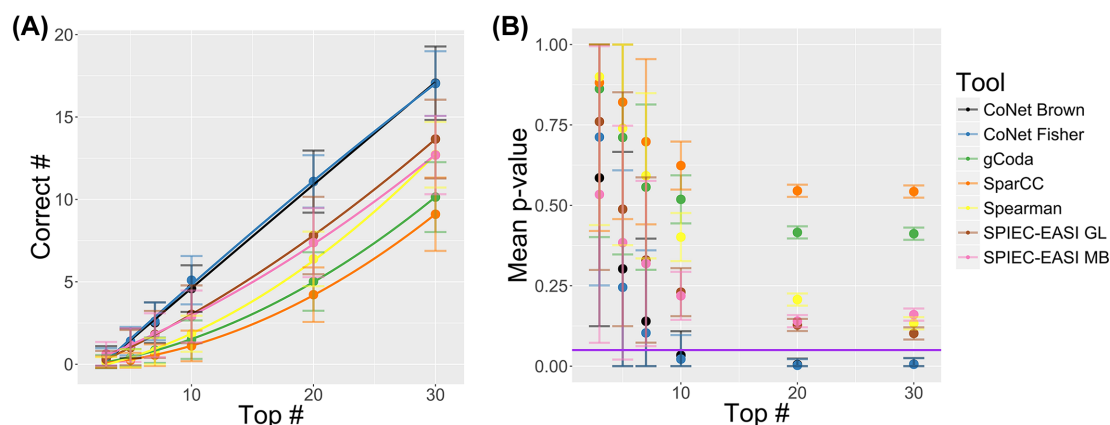 (A)
20
15
10
5
0
10
20
30
Correct #
Top #
(B)
1.00
0.75
0.50
0.25
0.00
10
20
30
Mean p-value
Top #
Tool
CoNet Brown
CoNet Fisher
gCoda
SparCC
Spearman
SPIEC-EASI GL
SPIEC-EASI MB